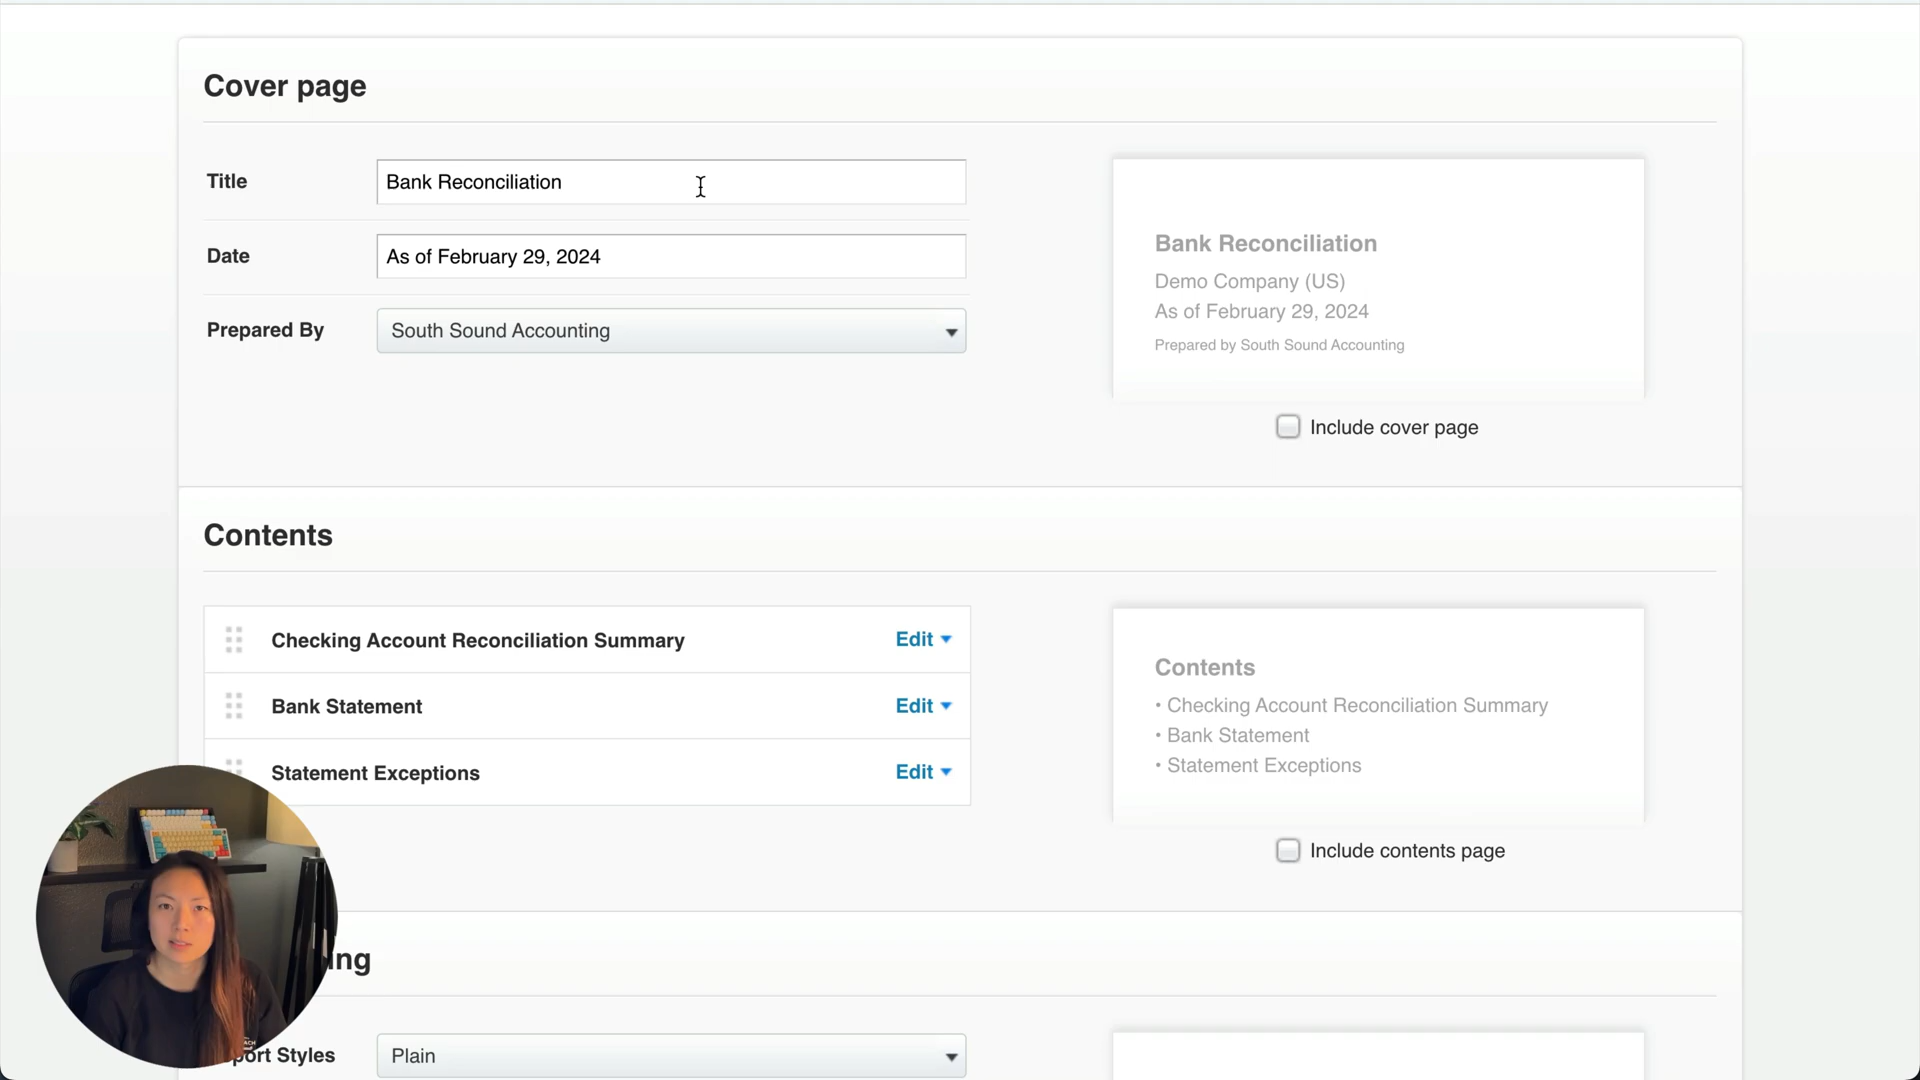 Cover page
Title
Bank Reconciliation
Date
As of February 29, 2024
Prepared By
South Sound Accounting
Bank Reconciliation
Demo Company (US)
As of February 29, 2024
Prepared by South Sound Accounting
Include cover page
Contents
Checking Account Reconciliation Summary
Edit
Bank Statement
Edit
Statement Exceptions
Edit
Contents
• Checking Account Reconciliation Summary
• Bank Statement
• Statement Exceptions
Include contents page
ing
port Styles
Plain